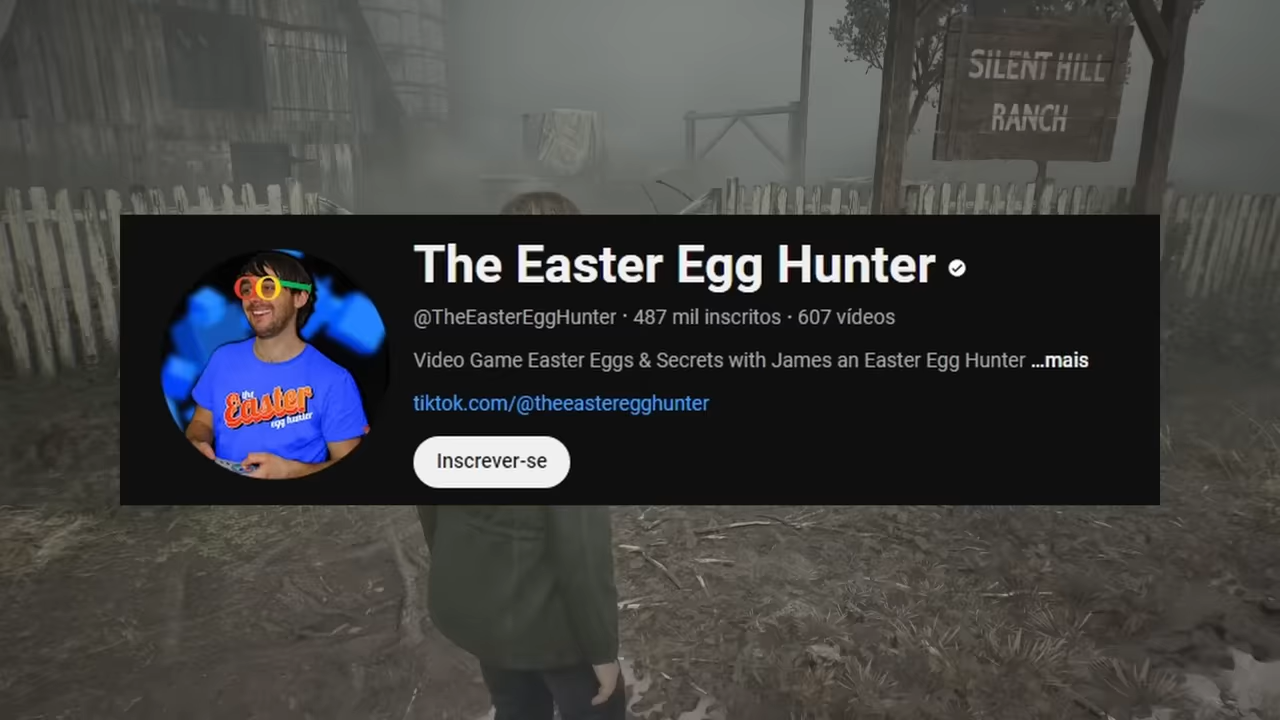 SILENT HILL
RANCH
The Easter Egg Hunter
@TheEasterEggHunter · 487 mil inscritos · 607 vídeos
Video Game Easter Eggs & Secrets with James an Easter Egg Hunter ...mais
tiktok.com/@theeasteregghunter
Inscrever-se
the
Easter
egg hunter